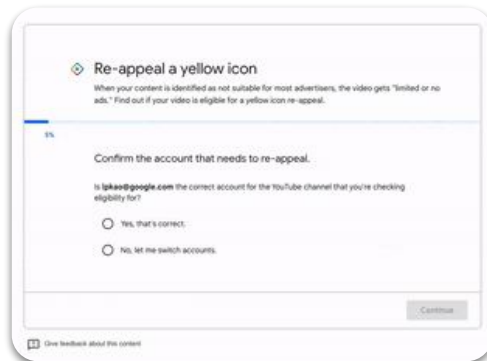 Re-appeal a yellow icon
When your content is identified as not suitable for most advertisers, the video gets "limited or no
ads." Find out if your video is eligible for a yellow icon re-appeal.
5%
Confirm the account that needs to re-appeal.
Is lpkao@google.com the correct account for the YouTube channel that you're checking
eligibility for?
Yes, that's correct.
No, let me switch accounts.
Continue
Give feedback about this content